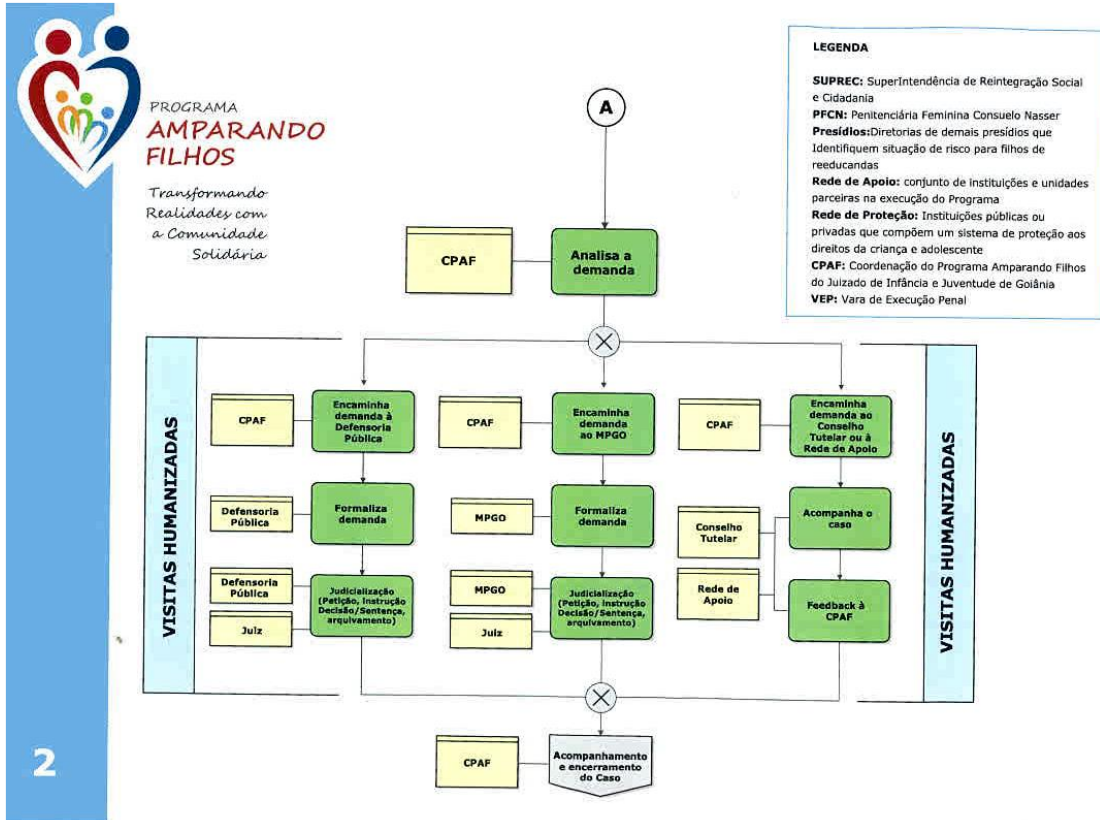 PROGRAMA
AMPARANDO
FILHOS
Transformando
Realidades com
a Comunidade
Solidária
A
LEGENDA
SUPREC: SuperIntendência de Reintegração Social
e Cidadania
PFCN: Penitenciária Feminina Consuelo Nasser
Presídios:Diretorias de demais presídios que
Identifiquem situação de risco para filhos de
reeducandas
Rede de Apoio: conjunto de instituições e unidades
parceiras na execução do Programa
Rede de Proteção: Instituições públicas ou
privadas que compõem um sistema de proteção aos
direitos da criança e adolescente
CPAF: Coordenação do Programa Amparando Filhos
do Juizado de Infância e Juventude de Goiânia
VEP: Vara de Execução Penal
CPAF
Analisa a
demanda
VISITAS HUMANIZADAS
CPAF
Encaminha
demanda à
Defensoria
Pública
Defensoria
Pública
Formaliza
demanda
Defensoria
Pública
Juiz
Judicialização
(Petição, instrução
Decisão/Sentença,
arquivamento)
CPAF
Encaminha
demanda
ao MPGO
MPGO
Formaliza
demanda
MPGO
Juiz
Judicialização
(Petição, instrução
Decisão/Sentença,
arquivamento)
CPAF
Encaminha
demanda ao
Conselho
Tutelar ou à
Rede de Apoio
Conselho
Tutelar
Acompanha o
caso
Rede de
Apoio
Feedback à
CPAF
VISITAS HUMANIZADAS
CPAF
Acompanhamento
e encerramento
do Caso
2